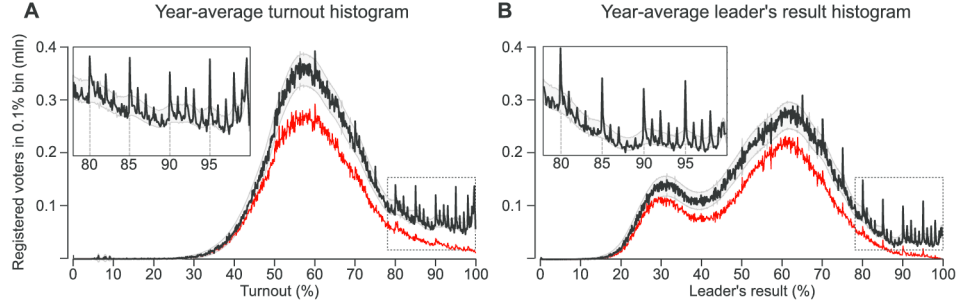 A
Year-average turnout histogram
Registered voters in 0.1% bin (mln)
0.4
0.3
0.2
0.1
80 85 90 95
0 10 20 30 40 50 60 70 80 90 100
Turnout (%)
B
Year-average leader's result histogram
0.4
0.3
0.2
0.1
80 85 90 95
0 10 20 30 40 50 60 70 80 90 100
Leader's result (%)